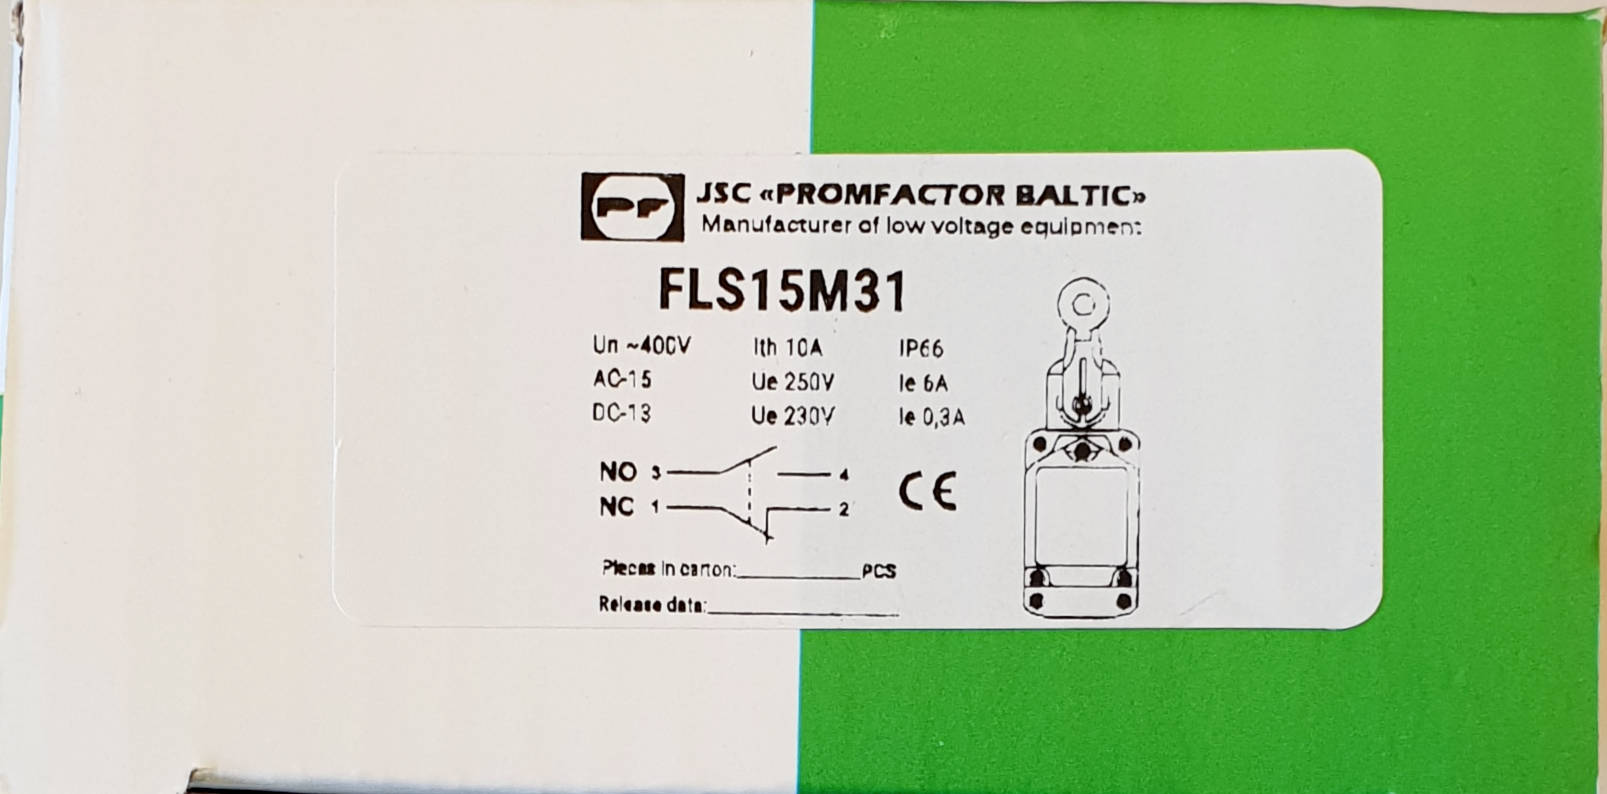 PF JSC «PROMFACTOR BALTIC»
Manufacturer of low voltage equipment
FLS15M31
Un ~400V Ith 10A IP66
AC-15 Ue 250V Ie 6A
DC-13 Ue 230V Ie 0,3A
NO 3 4
NC 1 2
CE
Pieces in carton:____________PCS
Release data:__________________